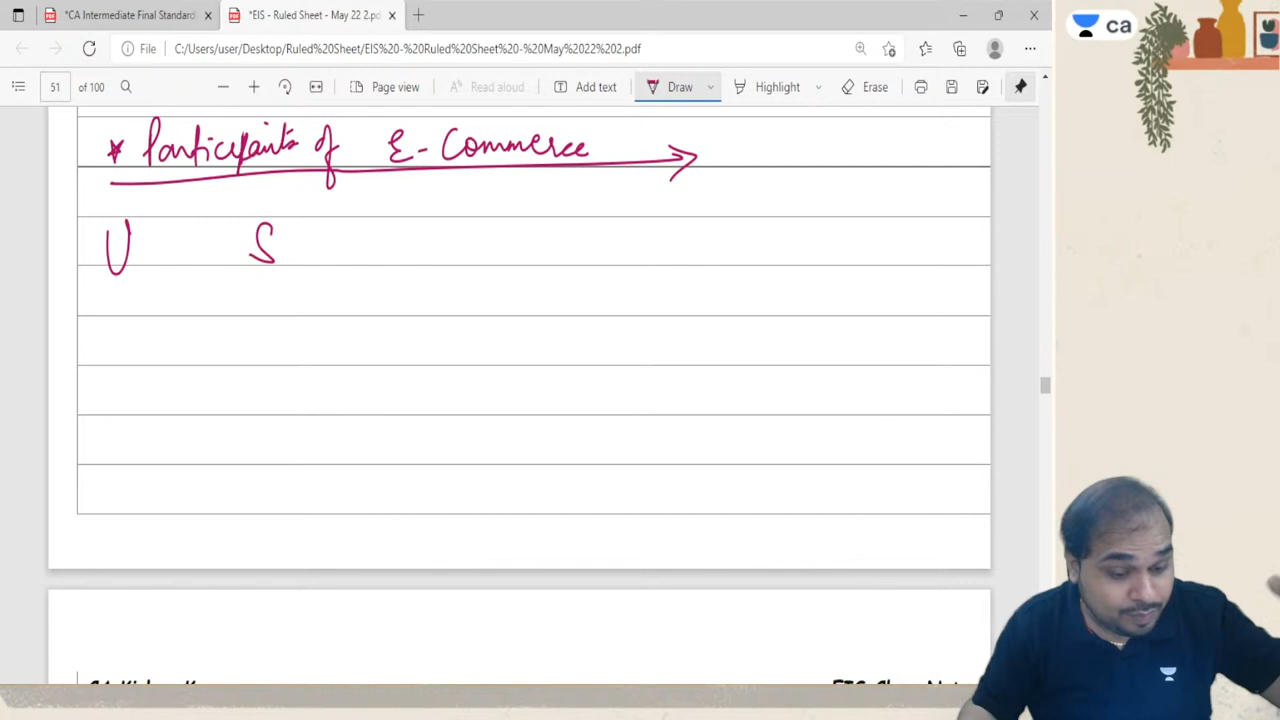 *CA Intermediate Final Standard
*EIS - Ruled Sheet - May 22 2.pd
File
C:/Users/user/Desktop/Ruled%20Sheet/EIS%20-%20Ruled%20Sheet%20-%20May%2022%202.pdf
51 of 100
Page view
Read aloud
Add text
Draw
Highlight
Erase
ca
* Participants of E-Commerce
U S